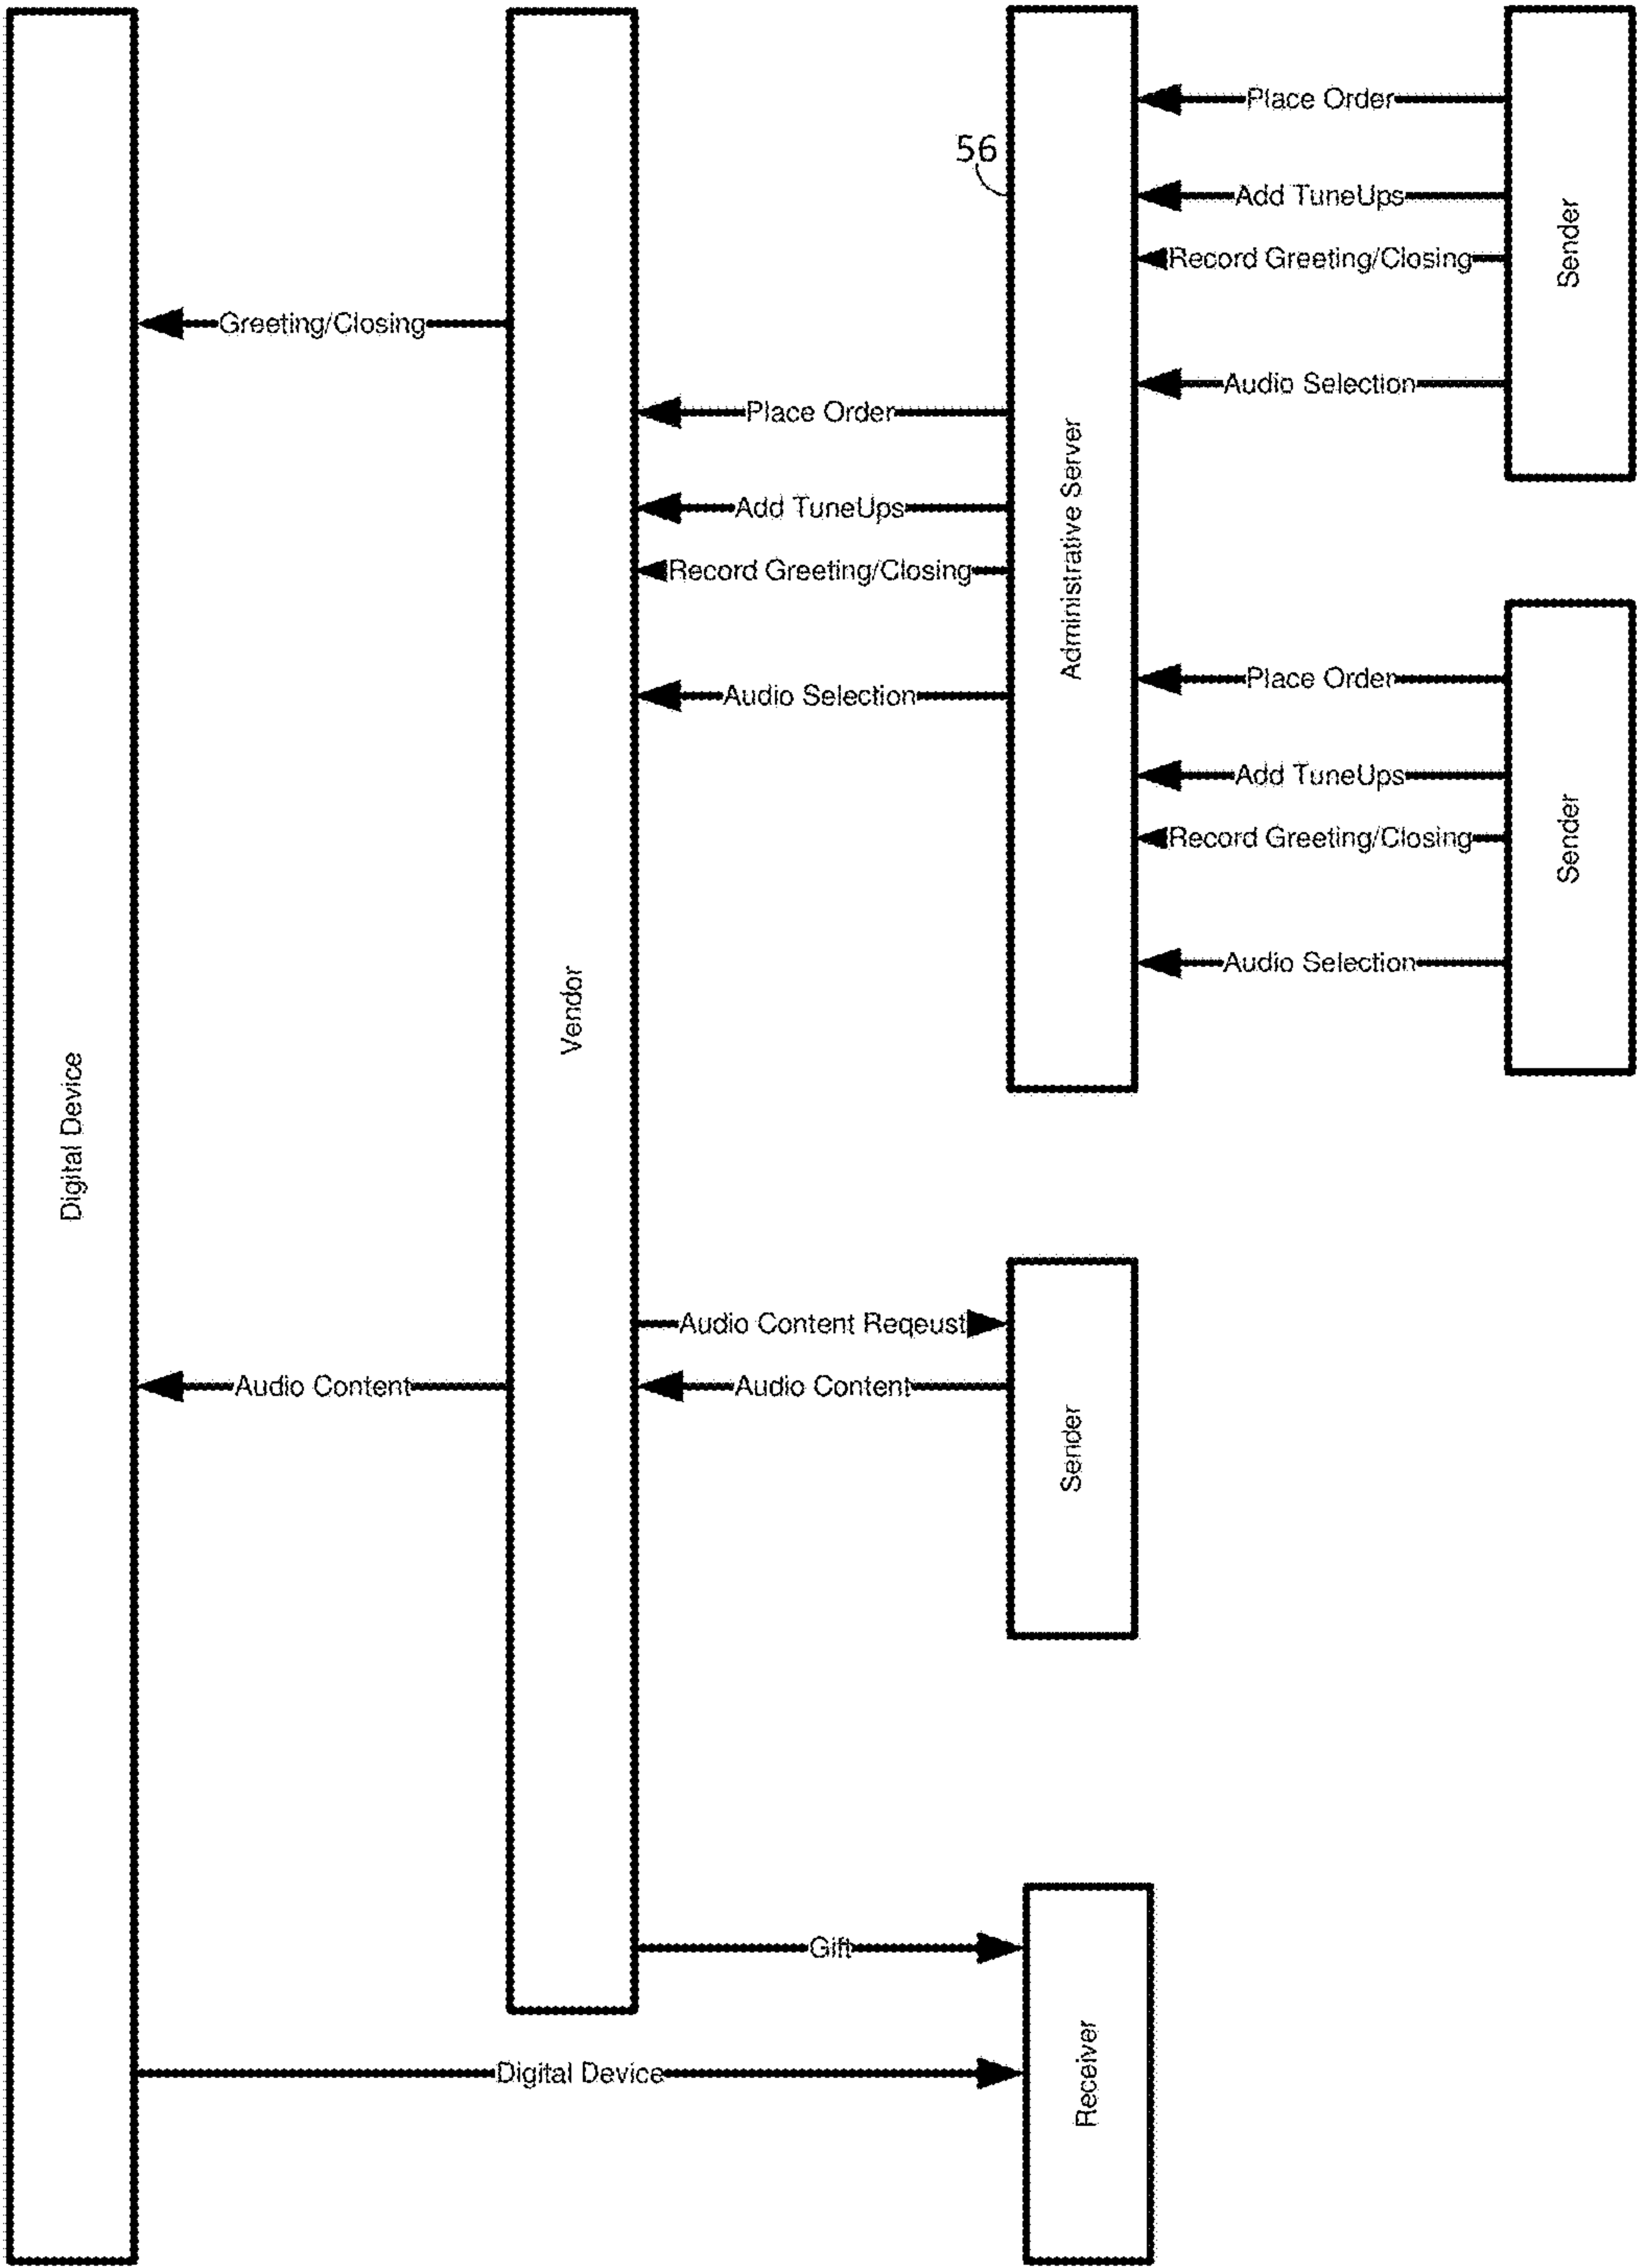 Place Order
56
Add TuneUps
Sender
Record Greeting/Closing
Greeting/Closing
Audio Selection
Place Order
Add TuneUps
Administrative Server
Record Greeting/Closing
Place Order
Audio Selection
Add TuneUps
Record Greeting/Closing
Sender
Audio Selection
Vendor
Digital Device
Audio Content Reqeust
Audio Content
Audio Content
Sender
Gift
Digital Device
Receiver